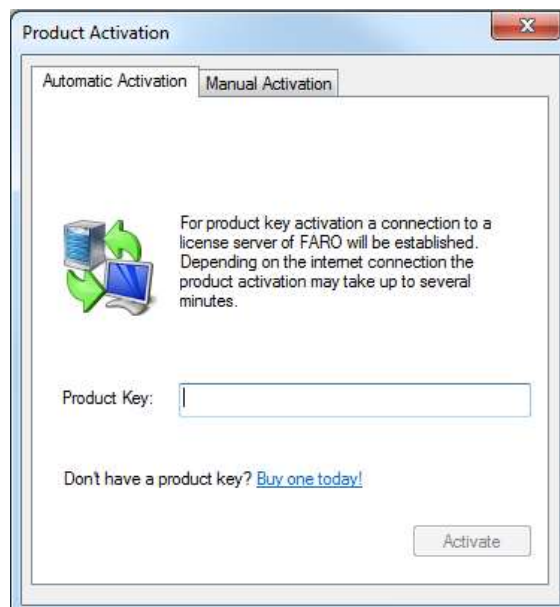 Product Activation
Automatic Activation
Manual Activation
For product key activation a connection to a
license server of FARO will be established.
Depending on the internet connection the
product activation may take up to several
minutes.
Product Key:
Don't have a product key? Buy one today!
Activate